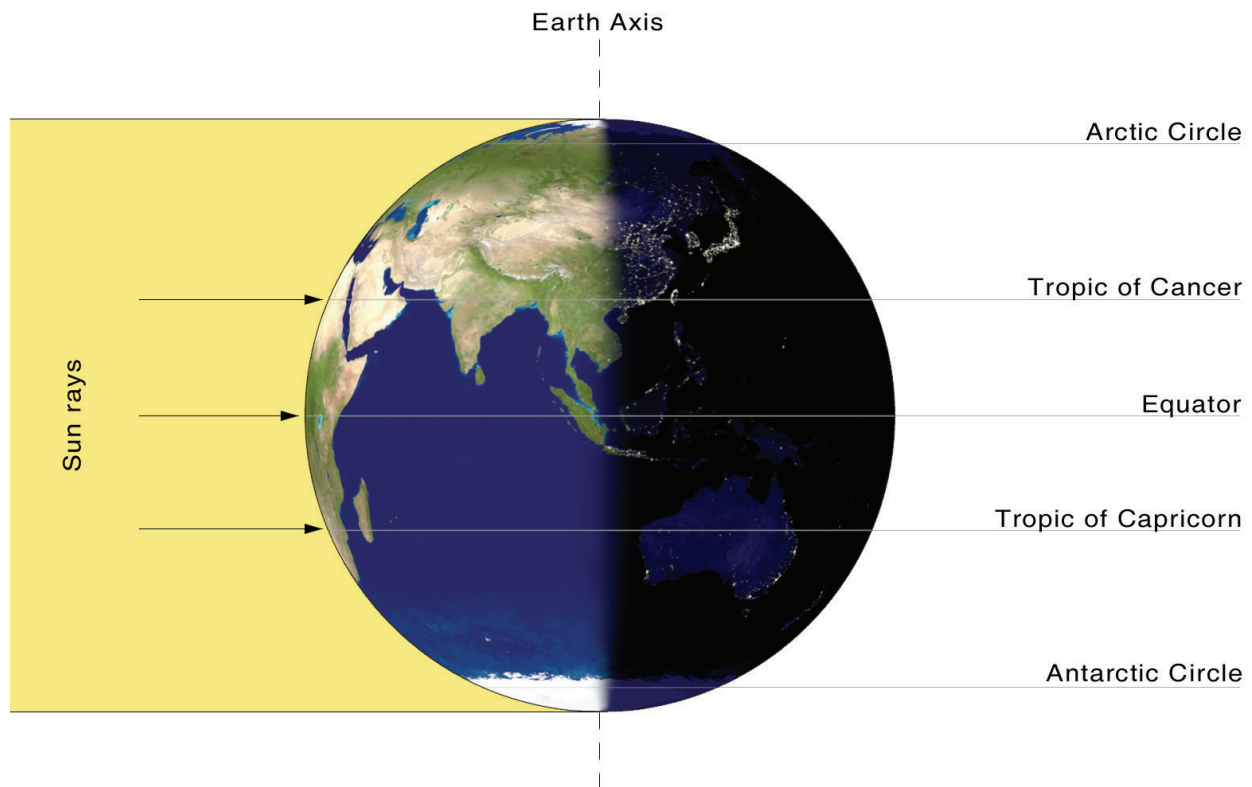 Earth Axis
Arctic Circle
Tropic of Cancer
Sun rays
Equator
Tropic of Capricorn
Antarctic Circle